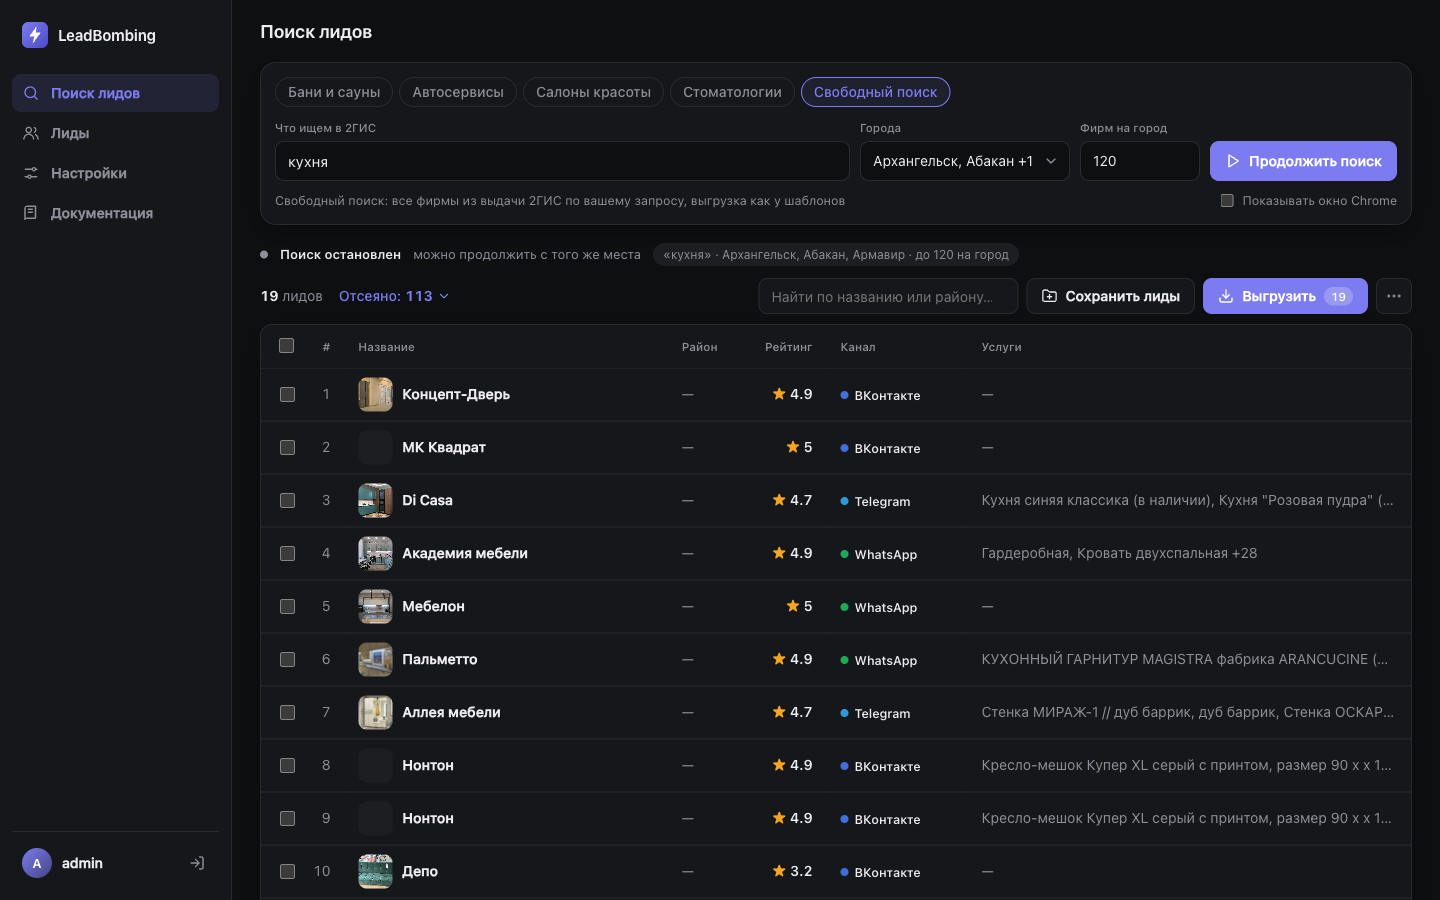 LeadBombing
Поиск лидов
Лиды
Настройки
Документация
A admin
Поиск лидов
Бани и сауны Автосервисы Салоны красоты Стоматологии Свободный поиск
Что ищем в 2ГИС Города Фирм на город
кухня Архангельск, Абакан +1 120 Продолжить поиск
Свободный поиск: все фирмы из выдачи 2ГИС по вашему запросу, выгрузка как у шаблонов Показывать окно Chrome
Поиск остановлен можно продолжить с того же места «кухня» · Архангельск, Абакан, Армавир · до 120 на город
19 лидов Отсеяно: 113 Найти по названию или району… Сохранить лиды Выгрузить 19
# Название Район Рейтинг Канал Услуги
1 Концепт-Дверь — 4.9 ВКонтакте —
2 МК Квадрат — 5 ВКонтакте —
3 Di Casa — 4.7 Telegram Кухня синяя классика (в наличии), Кухня "Розовая пудра" (…
4 Академия мебели — 4.9 WhatsApp Гардеробная, Кровать двухспальная +28
5 Мебелон — 5 WhatsApp —
6 Пальметто — 4.9 WhatsApp КУХОННЫЙ ГАРНИТУР MAGISTRA фабрика ARANCUCINE (…
7 Аллея мебели — 4.7 Telegram Стенка МИРАЖ-1 // дуб баррик, дуб баррик, Стенка ОСКАР…
8 Нонтон — 4.9 ВКонтакте Кресло-мешок Купер XL серый с принтом, размер 90 x x 1…
9 Нонтон — 4.9 ВКонтакте Кресло-мешок Купер XL серый с принтом, размер 90 x x 1…
10 Депо — 3.2 ВКонтакте —